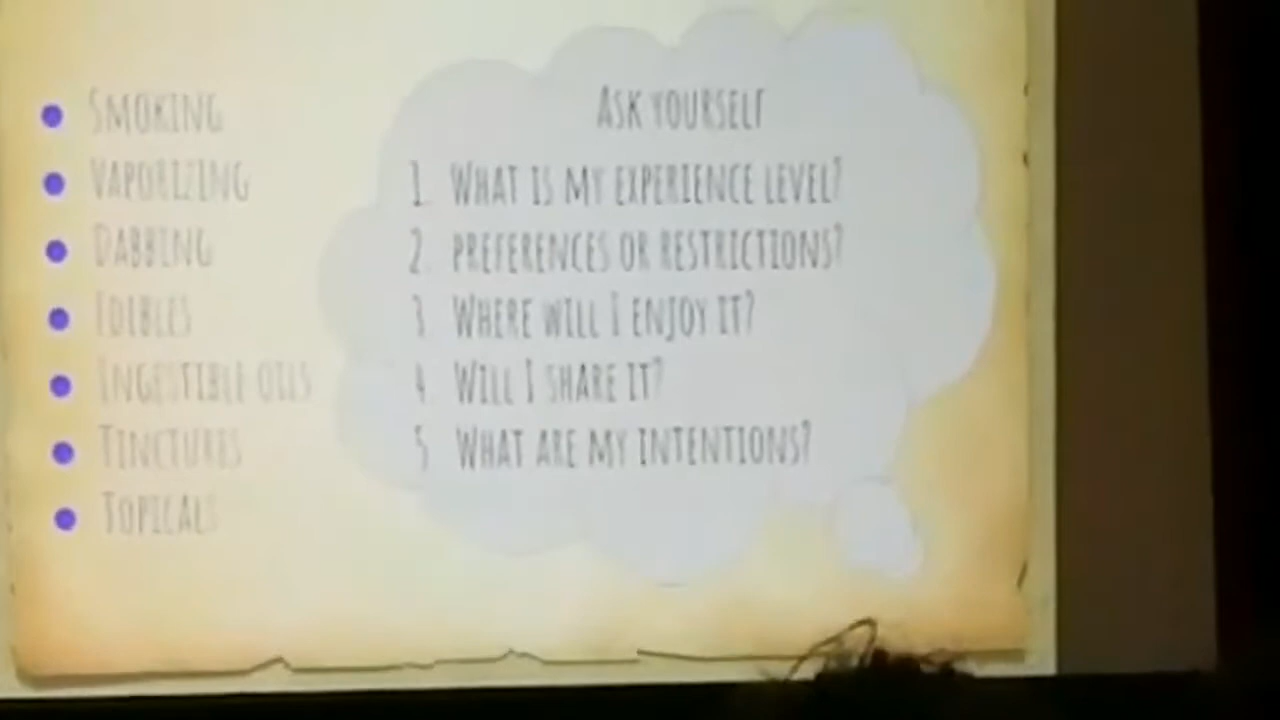 Smoking
Vaporizing
Dabbing
Edibles
Ingestible oils
Tinctures
Topicals
Ask yourself
1. What is my experience level?
2. preferences or restrictions?
3. Where will I enjoy it?
4. Will I share it?
5. What are my intentions?